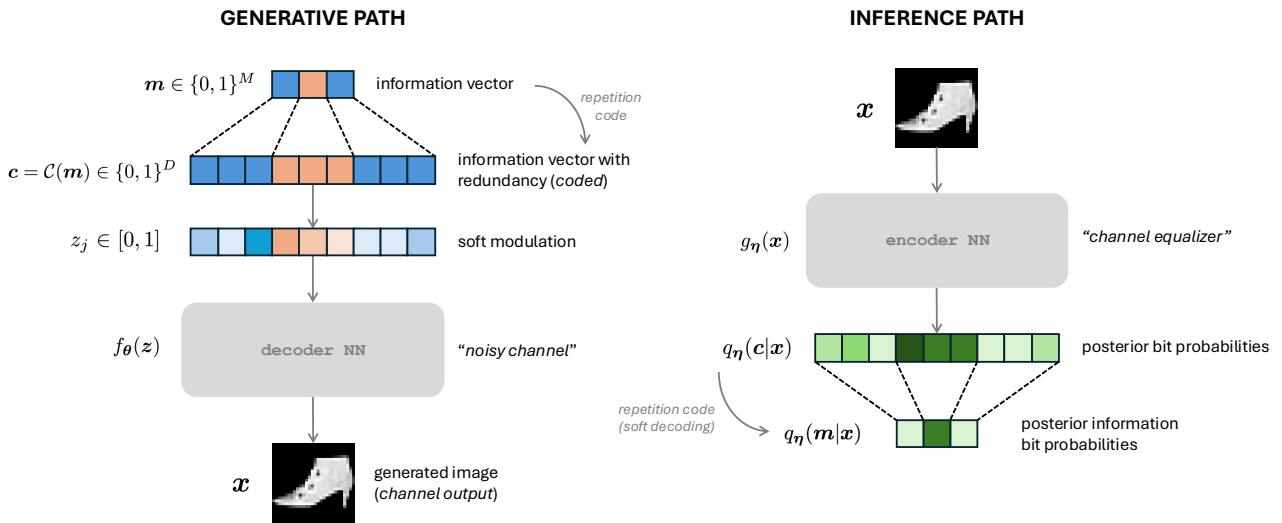 GENERATIVE PATH
𝒎 ∈ {0, 1}^M
information vector
repetition
code
𝒄 = 𝒞(𝒎) ∈ {0, 1}^D
information vector with
redundancy (coded)
z_j ∈ [0, 1]
soft modulation
f_𝜽(𝒛)
decoder NN
“noisy channel”
𝒙
generated image
(channel output)
INFERENCE PATH
𝒙
g_𝜼(𝒙)
encoder NN
“channel equalizer”
q_𝜼(𝒄|𝒙)
posterior bit probabilities
repetition code
(soft decoding)
q_𝜼(𝒎|𝒙)
posterior information
bit probabilities